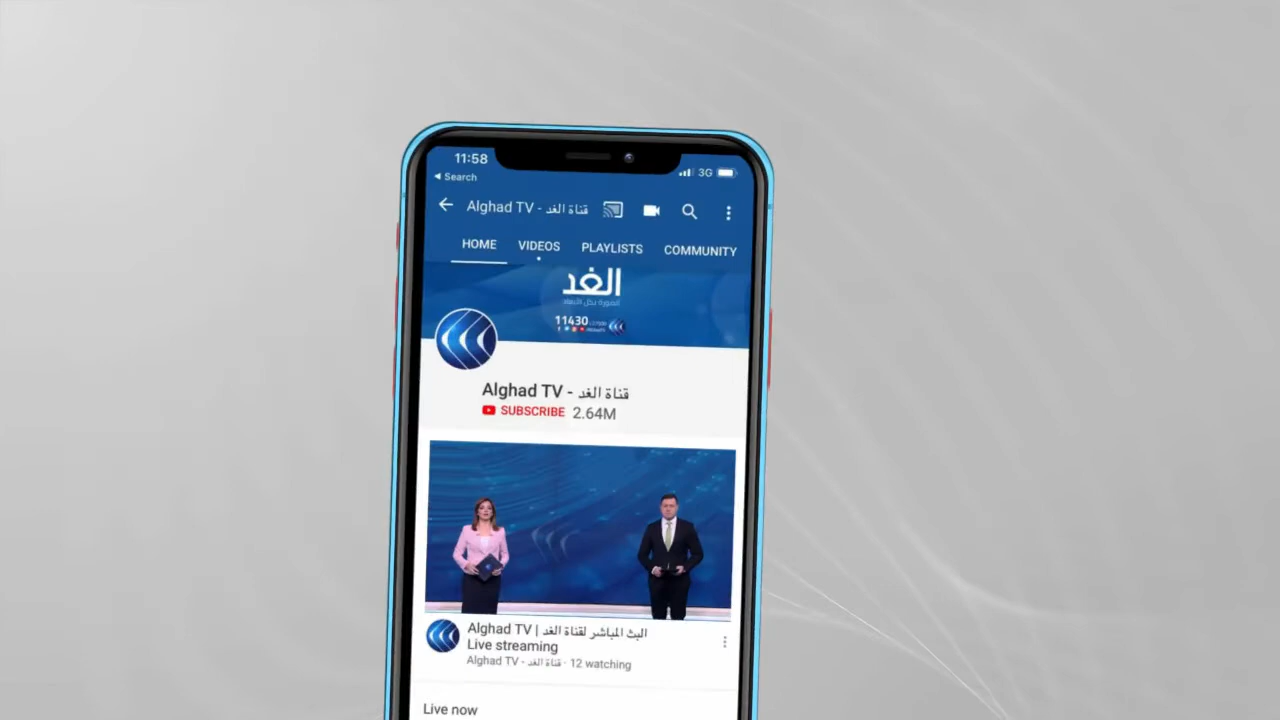 11:58
3G
◀ Search
Alghad TV - قناة الغد
HOME VIDEOS PLAYLISTS COMMUNITY
الغد
11430
Alghad TV - قناة الغد
SUBSCRIBE 2.64M
Alghad TV | البث المباشر لقناة الغد
Live streaming
Alghad TV - قناة الغد · 12 watching
Live now